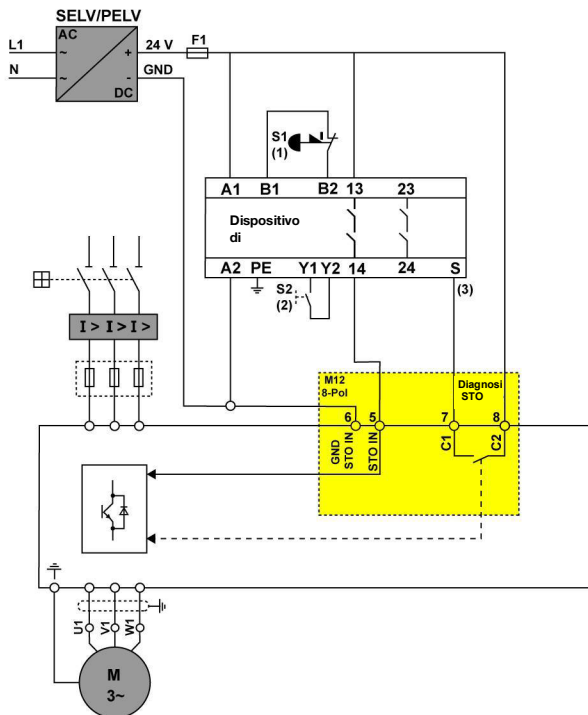 SELV/PELV
L1
AC
~
+
24 V
F1
N
~
-
GND
DC
S1
(1)
A1 B1 B2 13 23
Dispositivo
di
A2 PE Y1 Y2 14 24 S
S2
(2)
(3)
I > I > I >
M12
8-Pol
Diagnosi
STO
6 5 7 8
GND
STO IN
STO IN
C1
C2
U1
V1
W1
M
3~